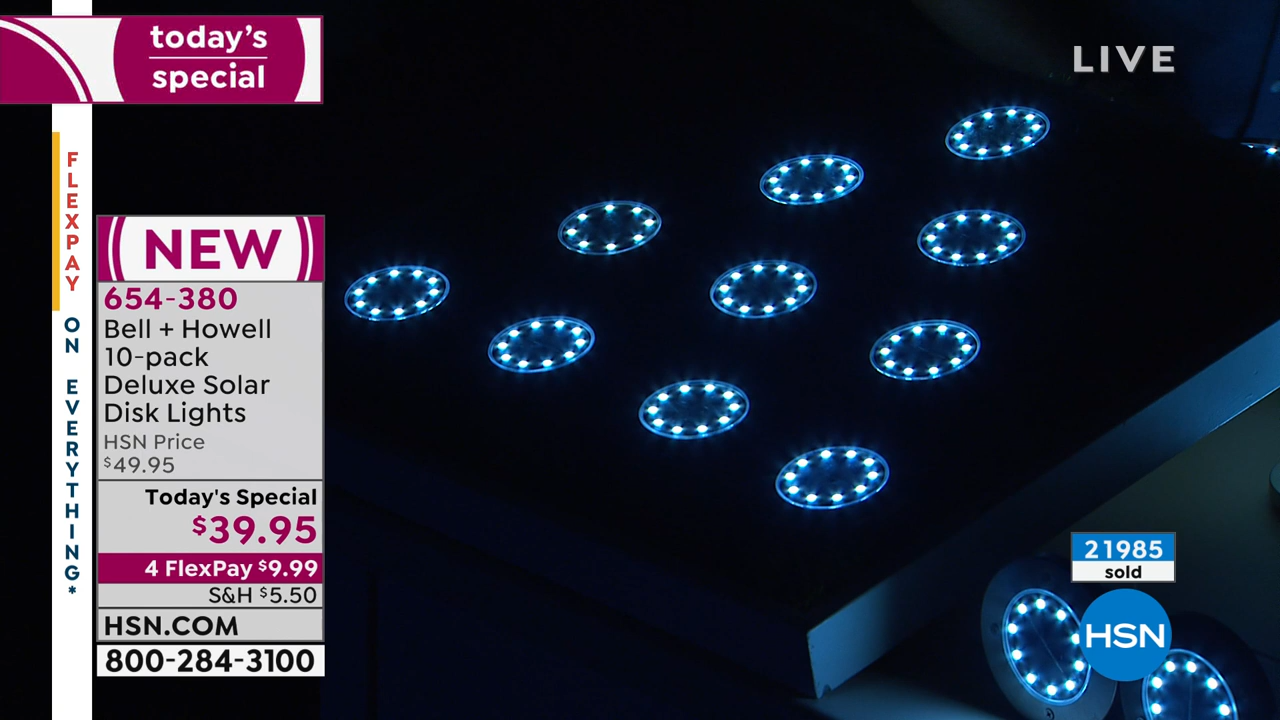 today's
special
LIVE
FLEXPAY ON EVERYTHING*
NEW
654-380
Bell + Howell
10-pack
Deluxe Solar
Disk Lights
HSN Price
$49.95
Today's Special
$39.95
4 FlexPay $9.99
S&H $5.50
HSN.COM
800-284-3100
21985
sold
HSN